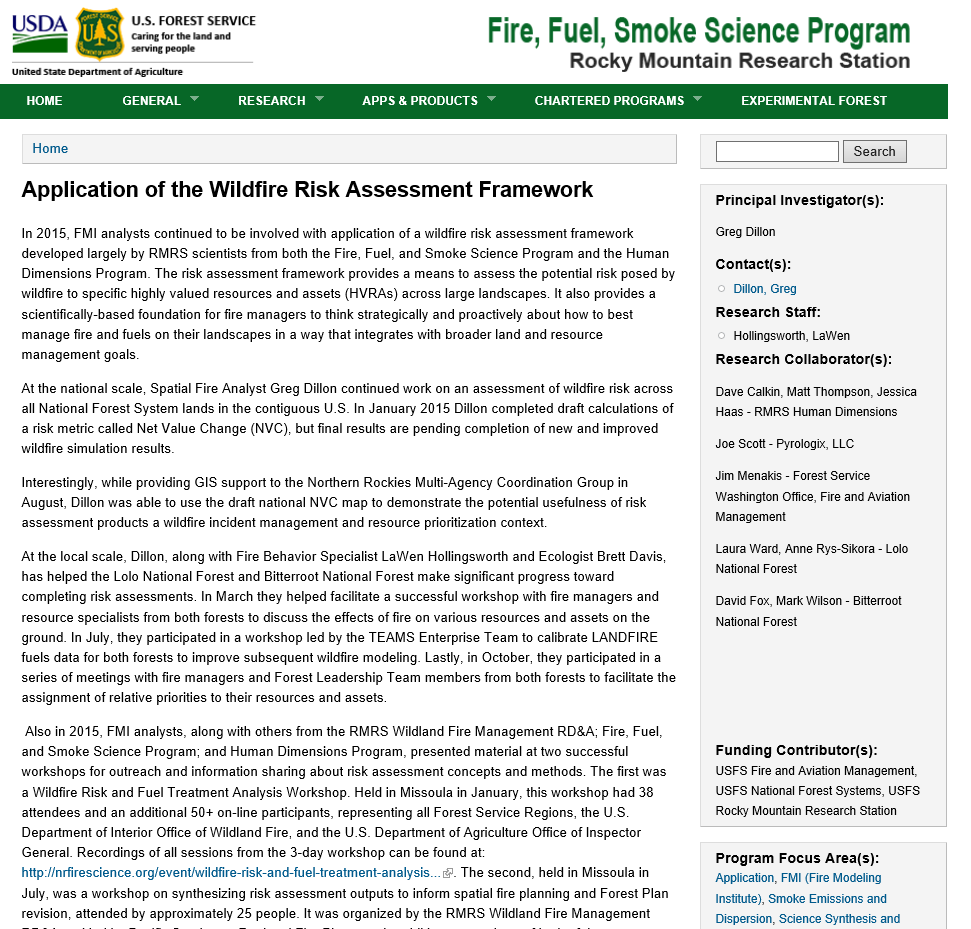 USDA
FOREST SERVICE
U.S. FOREST SERVICE
Caring for the land and
serving people
United State Department of Agriculture
Fire, Fuel, Smoke Science Program
Rocky Mountain Research Station
HOME GENERAL RESEARCH APPS & PRODUCTS CHARTERED PROGRAMS EXPERIMENTAL FOREST
Home
Application of the Wildfire Risk Assessment Framework
In 2015, FMI analysts continued to be involved with application of a wildfire risk assessment framework
developed largely by RMRS scientists from both the Fire, Fuel, and Smoke Science Program and the Human
Dimensions Program. The risk assessment framework provides a means to assess the potential risk posed by
wildfire to specific highly valued resources and assets (HVRAs) across large landscapes. It also provides a
scientifically-based foundation for fire managers to think strategically and proactively about how to best
manage fire and fuels on their landscapes in a way that integrates with broader land and resource
management goals.
At the national scale, Spatial Fire Analyst Greg Dillon continued work on an assessment of wildfire risk across
all National Forest System lands in the contiguous U.S. In January 2015 Dillon completed draft calculations of
a risk metric called Net Value Change (NVC), but final results are pending completion of new and improved
wildfire simulation results.
Interestingly, while providing GIS support to the Northern Rockies Multi-Agency Coordination Group in
August, Dillon was able to use the draft national NVC map to demonstrate the potential usefulness of risk
assessment products a wildfire incident management and resource prioritization context.
At the local scale, Dillon, along with Fire Behavior Specialist LaWen Hollingsworth and Ecologist Brett Davis,
has helped the Lolo National Forest and Bitterroot National Forest make significant progress toward
completing risk assessments. In March they helped facilitate a successful workshop with fire managers and
resource specialists from both forests to discuss the effects of fire on various resources and assets on the
ground. In July, they participated in a workshop led by the TEAMS Enterprise Team to calibrate LANDFIRE
fuels data for both forests to improve subsequent wildfire modeling. Lastly, in October, they participated in a
series of meetings with fire managers and Forest Leadership Team members from both forests to facilitate the
assignment of relative priorities to their resources and assets.
Also in 2015, FMI analysts, along with others from the RMRS Wildland Fire Management RD&A; Fire, Fuel,
and Smoke Science Program; and Human Dimensions Program, presented material at two successful
workshops for outreach and information sharing about risk assessment concepts and methods. The first was
a Wildfire Risk and Fuel Treatment Analysis Workshop. Held in Missoula in January, this workshop had 38
attendees and an additional 50+ on-line participants, representing all Forest Service Regions, the U.S.
Department of Interior Office of Wildland Fire, and the U.S. Department of Agriculture Office of Inspector
General. Recordings of all sessions from the 3-day workshop can be found at:
http://nrfirescience.org/event/wildfire-risk-and-fuel-treatment-analysis... . The second, held in Missoula in
July, was a workshop on synthesizing risk assessment outputs to inform spatial fire planning and Forest Plan
revision, attended by approximately 25 people. It was organized by the RMRS Wildland Fire Management
Search
Principal Investigator(s):
Greg Dillon
Contact(s):
Dillon, Greg
Research Staff:
Hollingsworth, LaWen
Research Collaborator(s):
Dave Calkin, Matt Thompson, Jessica
Haas - RMRS Human Dimensions
Joe Scott - Pyrologix, LLC
Jim Menakis - Forest Service
Washington Office, Fire and Aviation
Management
Laura Ward, Anne Rys-Sikora - Lolo
National Forest
David Fox, Mark Wilson - Bitterroot
National Forest
Funding Contributor(s):
USFS Fire and Aviation Management,
USFS National Forest Systems, USFS
Rocky Mountain Research Station
Program Focus Area(s):
Application, FMI (Fire Modeling
Institute), Smoke Emissions and
Dispersion, Science Synthesis and